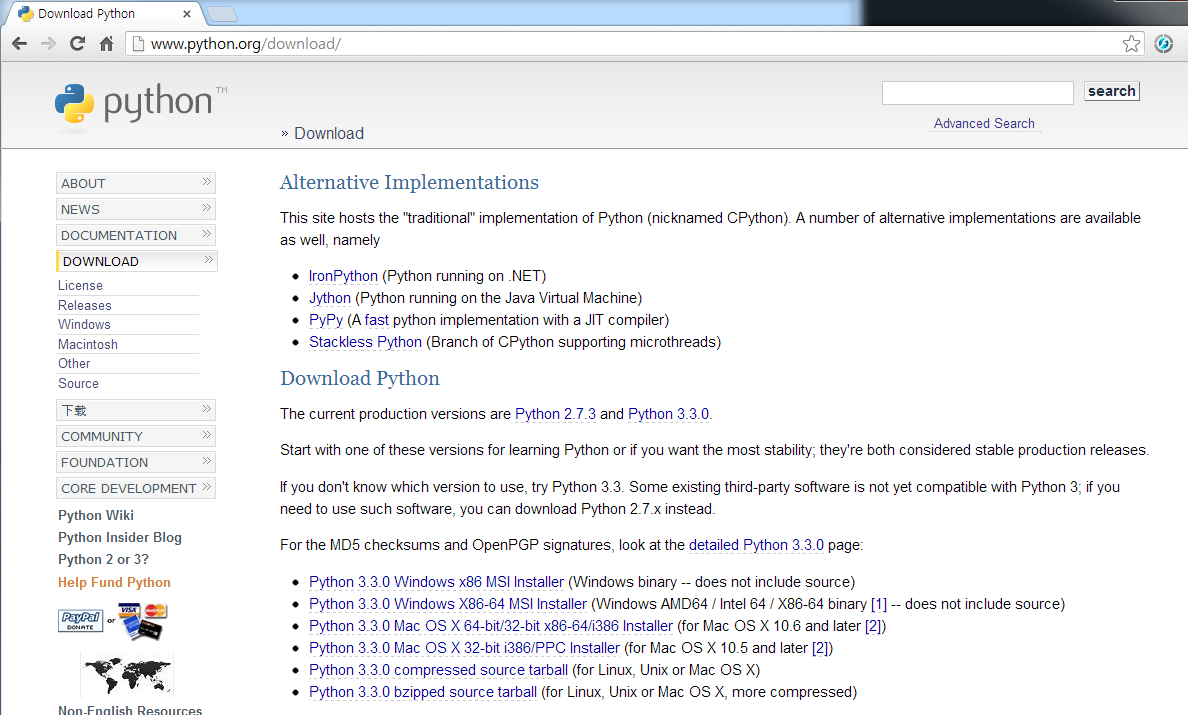 Download Python
www.python.org/download/
python™
search
Advanced Search
» Download
ABOUT
NEWS
DOCUMENTATION
DOWNLOAD
License
Releases
Windows
Macintosh
Other
Source
下载
COMMUNITY
FOUNDATION
CORE DEVELOPMENT
Python Wiki
Python Insider Blog
Python 2 or 3?
Help Fund Python
PayPal
DONATE
or
VISA
MasterCard
Non-English Resources
Alternative Implementations
This site hosts the "traditional" implementation of Python (nicknamed CPython). A number of alternative implementations are available
as well, namely
IronPython (Python running on .NET)
Jython (Python running on the Java Virtual Machine)
PyPy (A fast python implementation with a JIT compiler)
Stackless Python (Branch of CPython supporting microthreads)
Download Python
The current production versions are Python 2.7.3 and Python 3.3.0.
Start with one of these versions for learning Python or if you want the most stability; they're both considered stable production releases.
If you don't know which version to use, try Python 3.3. Some existing third-party software is not yet compatible with Python 3; if you
need to use such software, you can download Python 2.7.x instead.
For the MD5 checksums and OpenPGP signatures, look at the detailed Python 3.3.0 page:
Python 3.3.0 Windows x86 MSI Installer (Windows binary -- does not include source)
Python 3.3.0 Windows X86-64 MSI Installer (Windows AMD64 / Intel 64 / X86-64 binary [1] -- does not include source)
Python 3.3.0 Mac OS X 64-bit/32-bit x86-64/i386 Installer (for Mac OS X 10.6 and later [2])
Python 3.3.0 Mac OS X 32-bit i386/PPC Installer (for Mac OS X 10.5 and later [2])
Python 3.3.0 compressed source tarball (for Linux, Unix or Mac OS X)
Python 3.3.0 bzipped source tarball (for Linux, Unix or Mac OS X, more compressed)